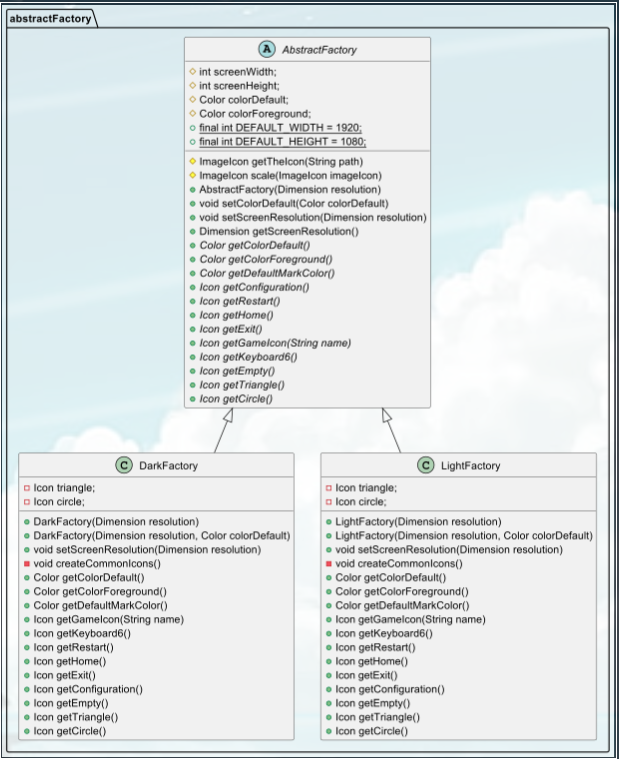 abstractFactory
A AbstractFactory
int screenWidth;
int screenHeight;
Color colorDefault;
Color colorForeground;
final int DEFAULT_WIDTH = 1920;
final int DEFAULT_HEIGHT = 1080;
ImageIcon getTheIcon(String path)
ImageIcon scale(ImageIcon imageIcon)
AbstractFactory(Dimension resolution)
void setColorDefault(Color colorDefault)
void setScreenResolution(Dimension resolution)
Dimension getScreenResolution()
Color getColorDefault()
Color getColorForeground()
Color getDefaultMarkColor()
Icon getConfiguration()
Icon getRestart()
Icon getHome()
Icon getExit()
Icon getGameIcon(String name)
Icon getKeyboard6()
Icon getEmpty()
Icon getTriangle()
Icon getCircle()
C DarkFactory
Icon triangle;
Icon circle;
DarkFactory(Dimension resolution)
DarkFactory(Dimension resolution, Color colorDefault)
void setScreenResolution(Dimension resolution)
void createCommonIcons()
Color getColorDefault()
Color getColorForeground()
Color getDefaultMarkColor()
Icon getGameIcon(String name)
Icon getKeyboard6()
Icon getRestart()
Icon getHome()
Icon getExit()
Icon getConfiguration()
Icon getEmpty()
Icon getTriangle()
Icon getCircle()
C LightFactory
Icon triangle;
Icon circle;
LightFactory(Dimension resolution)
LightFactory(Dimension resolution, Color colorDefault)
void setScreenResolution(Dimension resolution)
void createCommonIcons()
Color getColorDefault()
Color getColorForeground()
Color getDefaultMarkColor()
Icon getGameIcon(String name)
Icon getKeyboard6()
Icon getRestart()
Icon getHome()
Icon getExit()
Icon getConfiguration()
Icon getEmpty()
Icon getTriangle()
Icon getCircle()